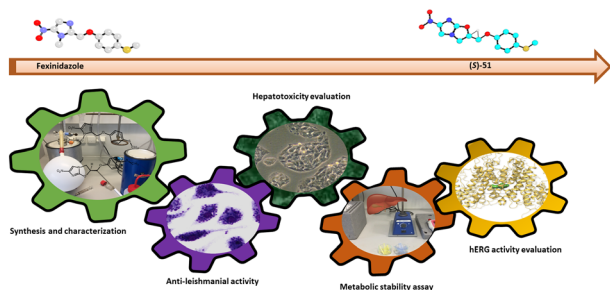 Fexinidazole
(S)-51
Hepatotoxicity evaluation
Synthesis and characterization
Anti-leishmanial activity
Metabolic stability assay
hERG activity evaluation